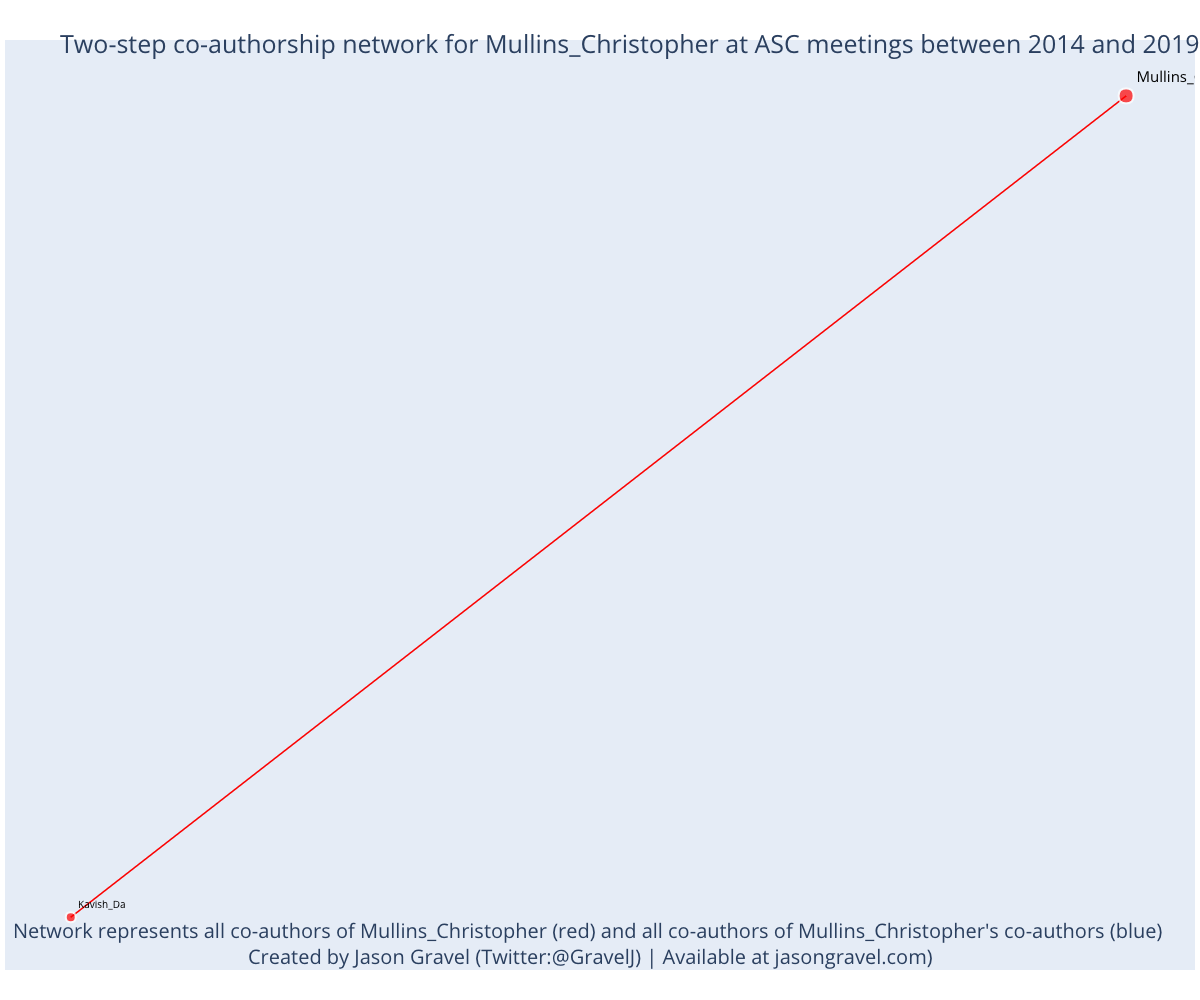 Two-step co-authorship network for Mullins_Christopher at ASC meetings between 2014 and 2019
Mullins_
Kavish_Da
Network represents all co-authors of Mullins_Christopher (red) and all co-authors of Mullins_Christopher's co-authors (blue)
Created by Jason Gravel (Twitter:@GravelJ) | Available at jasongravel.com)